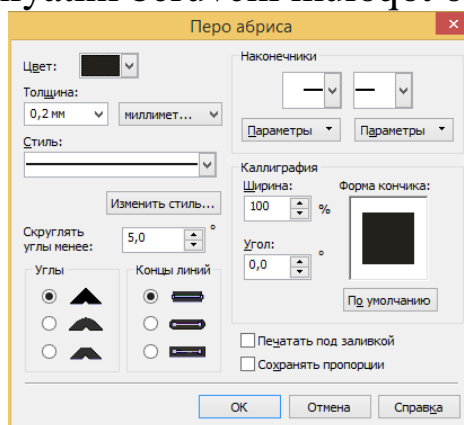 Перо абриса
Цвет:
Толщина:
0,2 мм
миллимет...
Стиль:
Изменить стиль...
Скруглять
углы менее:
5,0
°
Углы
Концы линий
Наконечники
Параметры
Параметры
Каллиграфия
Ширина:
100
%
Форма кончика:
Угол:
0,0
°
По умолчанию
Печатать под заливкой
Сохранять пропорции
OK
Отмена
Справка